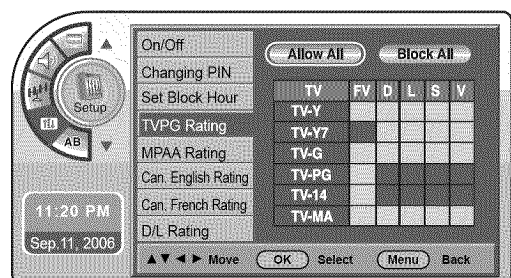 Setup
AB
11:20 PM
Sep.11, 2006
On/Off
Changing PIN
Set Block Hour
TVPG Rating
MPAA Rating
Can. English Rating
Can. French Rating
D/L Rating
Allow All
Block All
TV FV D L S V
TV-Y
TV-Y7
TV-G
TV-PG
TV-14
TV-MA
▲ ▼ ◀ ▶ Move OK Select Menu Back